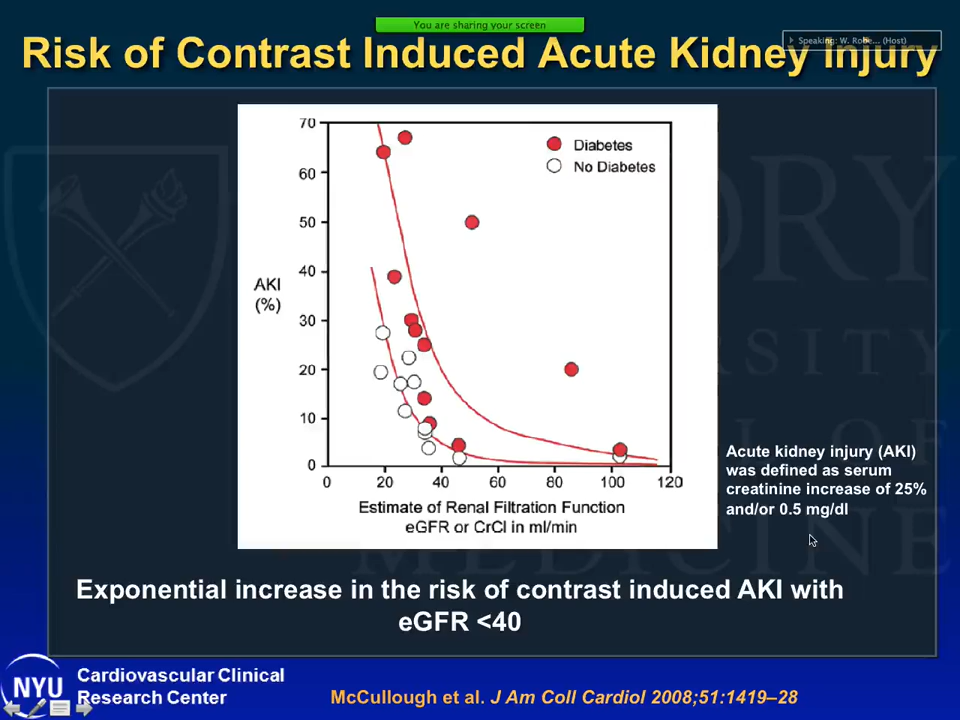 You are sharing your screen
Risk of Contrast Induced Acute Kidney Injury
70
60
50
40
30
20
10
0
AKI
(%)
Diabetes
No Diabetes
0 20 40 60 80 100 120
Estimate of Renal Filtration Function
eGFR or CrCl in ml/min
Acute kidney injury (AKI)
was defined as serum
creatinine increase of 25%
and/or 0.5 mg/dl
Exponential increase in the risk of contrast induced AKI with
eGFR <40
NYU
Cardiovascular Clinical
Research Center
McCullough et al. J Am Coll Cardiol 2008;51:1419–28
MEDICINE